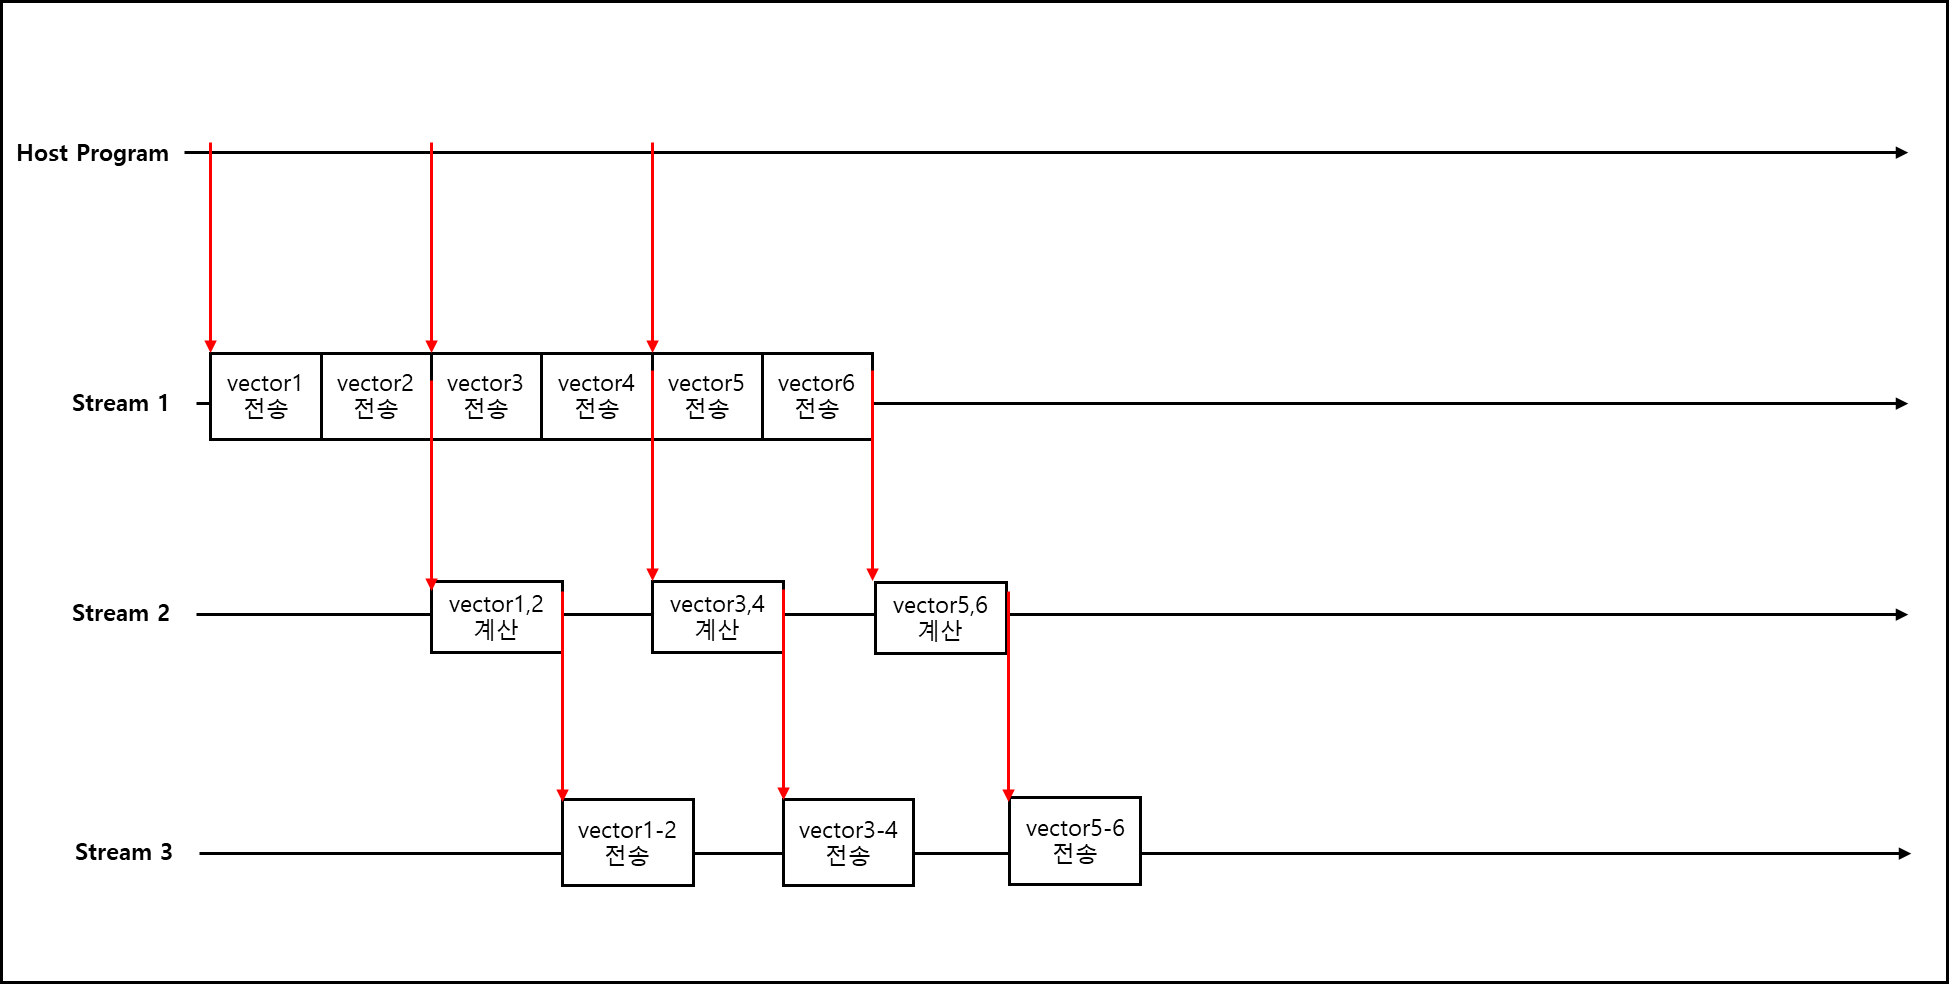 Host Program
Stream 1
vector1
전송
vector2
전송
vector3
전송
vector4
전송
vector5
전송
vector6
전송
Stream 2
vector1,2
계산
vector3,4
계산
vector5,6
계산
Stream 3
vector1-2
전송
vector3-4
전송
vector5-6
전송